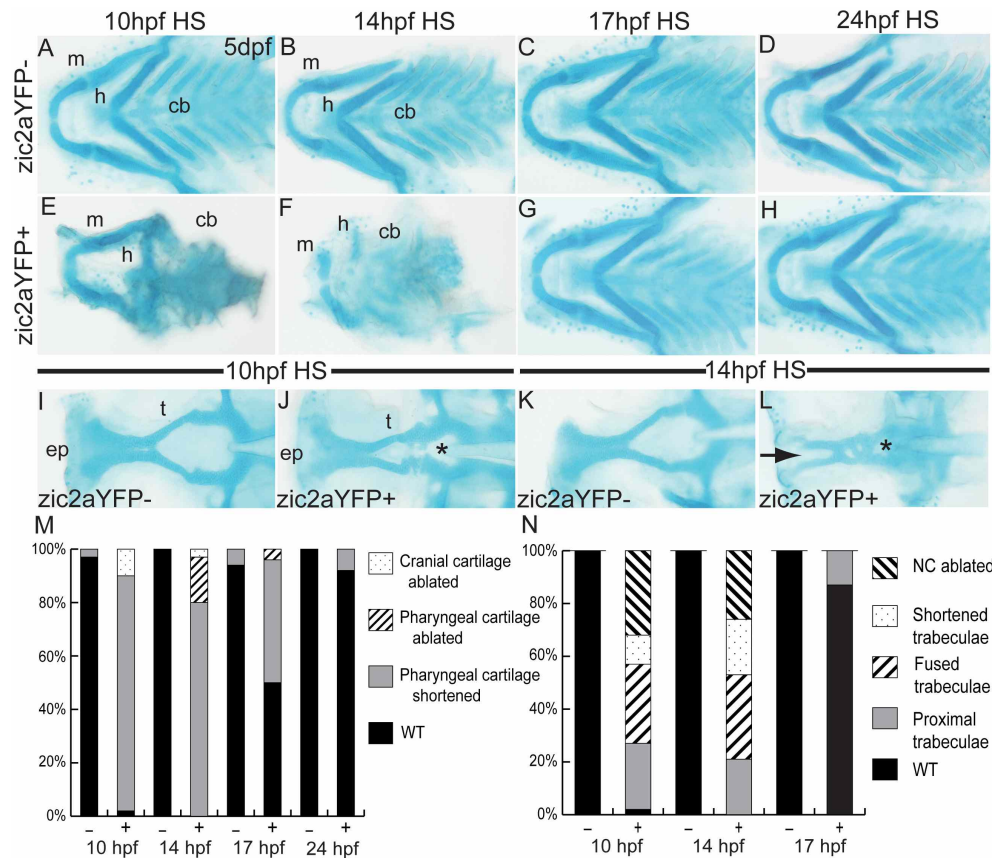 10hpf HS 14hpf HS 17hpf HS 24hpf HS
zic2aYFP-
A 5dpf m h cb
B m h cb
C
D
zic2aYFP+
E m h cb
F m h cb
G
H
10hpf HS 14hpf HS
I t ep zic2aYFP-
J t ep * zic2aYFP+
K zic2aYFP-
L * zic2aYFP+
M
100%
80%
60%
40%
20%
0%
- + - + - + - +
10 hpf 14 hpf 17 hpf 24 hpf
Cranial cartilage
ablated
Pharyngeal cartilage
ablated
Pharyngeal cartilage
shortened
WT
N
100%
80%
60%
40%
20%
0%
- + - + - +
10 hpf 14 hpf 17 hpf
NC ablated
Shortened
trabeculae
Fused
trabeculae
Proximal
trabeculae
WT